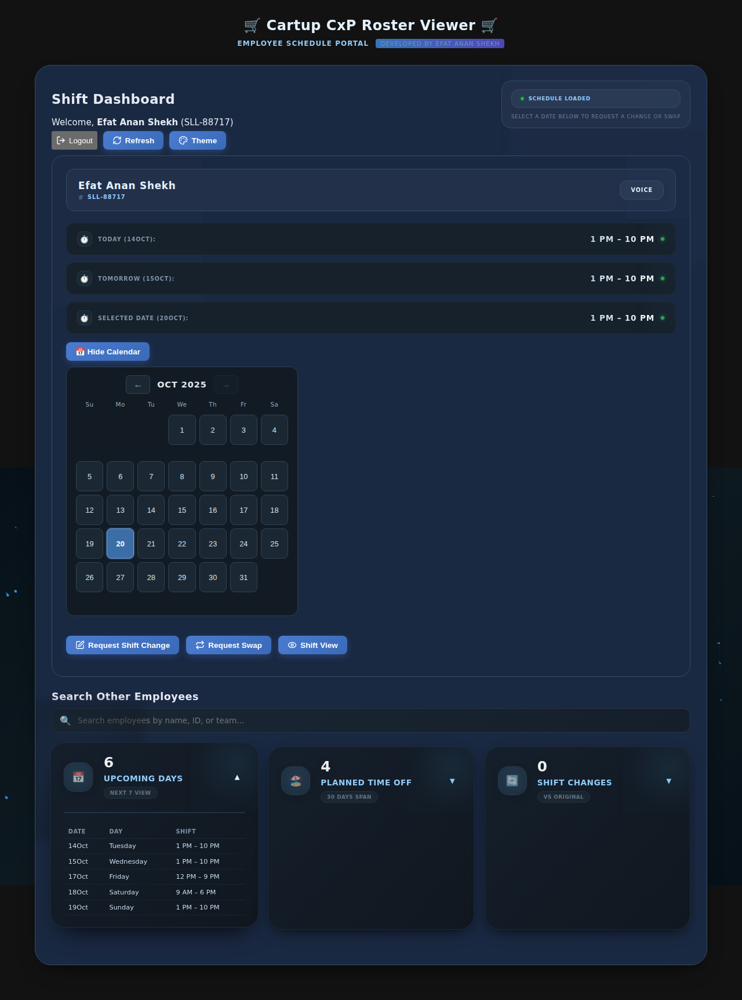 🛒 Cartup CxP Roster Viewer 🛒
EMPLOYEE SCHEDULE PORTAL DEVELOPED BY EFAT ANAN SHEKH
Shift Dashboard
SCHEDULE LOADED
SELECT A DATE BELOW TO REQUEST A CHANGE OR SWAP
Welcome, Efat Anan Shekh (SLL-88717)
Logout Refresh Theme
Efat Anan Shekh
# SLL-88717
VOICE
TODAY (14OCT): 1 PM – 10 PM
TOMORROW (15OCT): 1 PM – 10 PM
SELECTED DATE (20OCT): 1 PM – 10 PM
📅 Hide Calendar
← OCT 2025 →
Su Mo Tu We Th Fr Sa
1 2 3 4
5 6 7 8 9 10 11
12 13 14 15 16 17 18
19 20 21 22 23 24 25
26 27 28 29 30 31
Request Shift Change Request Swap Shift View
Search Other Employees
🔍 Search employees by name, ID, or team...
6
UPCOMING DAYS ▲
NEXT 7 VIEW
DATE DAY SHIFT
14Oct Tuesday 1 PM – 10 PM
15Oct Wednesday 1 PM – 10 PM
17Oct Friday 12 PM – 9 PM
18Oct Saturday 9 AM – 6 PM
19Oct Sunday 1 PM – 10 PM
4
PLANNED TIME OFF ▼
30 DAYS SPAN
0
SHIFT CHANGES ▼
VS ORIGINAL